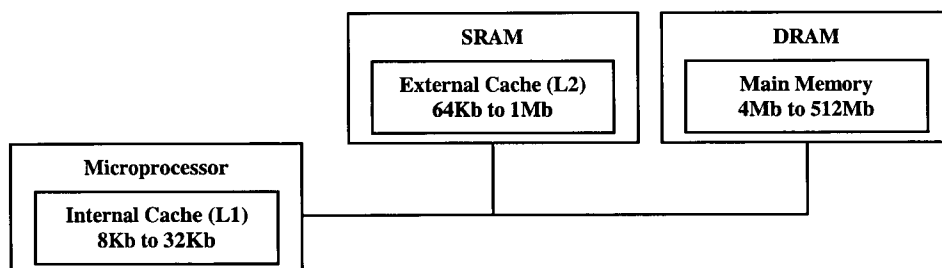 SRAM
External Cache (L2)
64Kb to 1Mb
DRAM
Main Memory
4Mb to 512Mb
Microprocessor
Internal Cache (L1)
8Kb to 32Kb